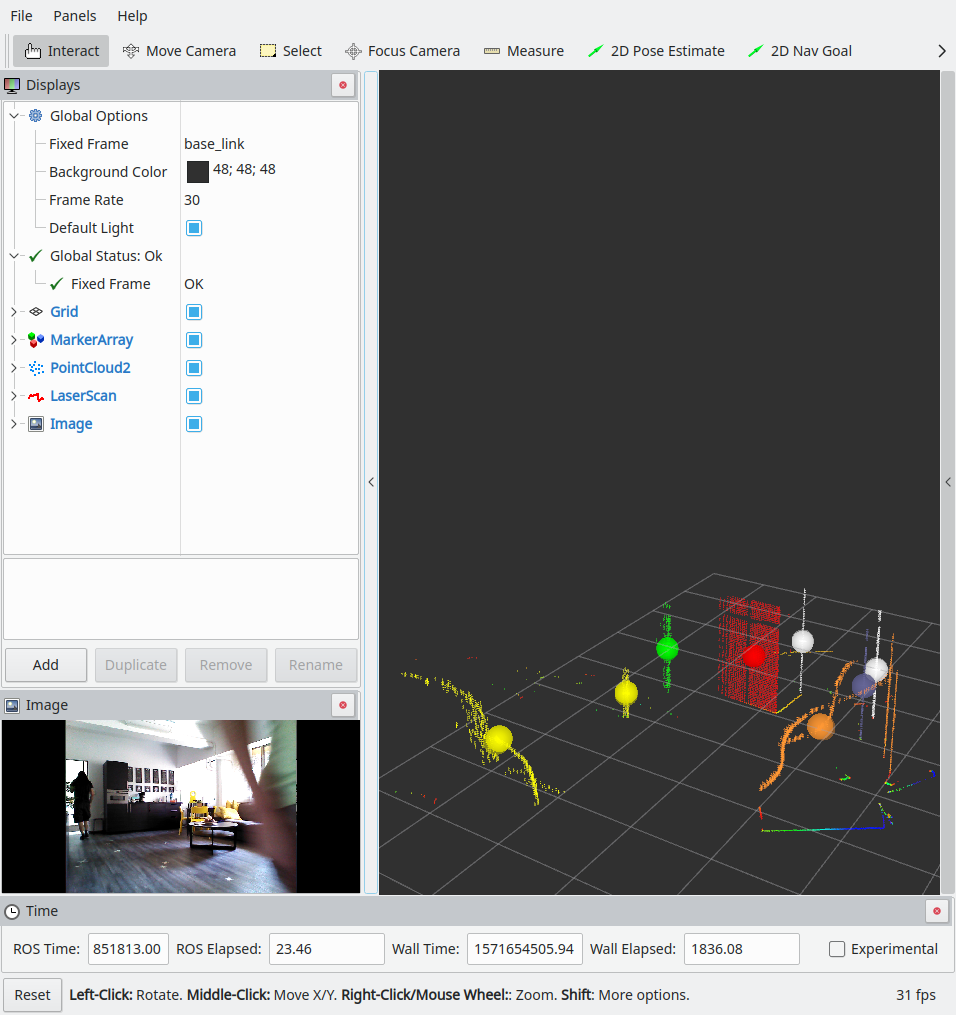 File Panels Help
Interact Move Camera Select Focus Camera Measure 2D Pose Estimate 2D Nav Goal
Displays
Global Options
Fixed Frame base_link
Background Color 48; 48; 48
Frame Rate 30
Default Light
Global Status: Ok
Fixed Frame OK
Grid
MarkerArray
PointCloud2
LaserScan
Image
Add Duplicate Remove Rename
Image
Time
ROS Time: 851813.00 ROS Elapsed: 23.46 Wall Time: 1571654505.94 Wall Elapsed: 1836.08 Experimental
Reset Left-Click: Rotate. Middle-Click: Move X/Y. Right-Click/Mouse Wheel:: Zoom. Shift: More options. 31 fps